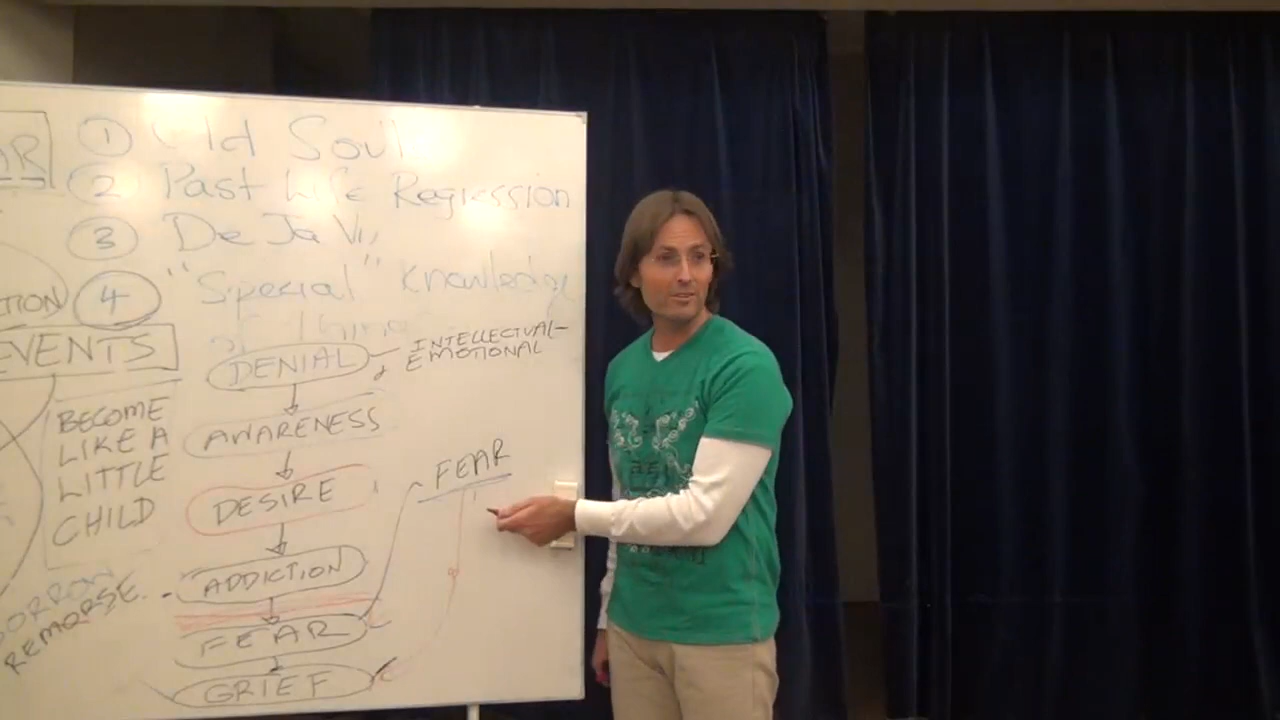 ① Old Soul
② Past Life Regression
③ De Ja Vu
TION ④ "Special" Knowledge
of
EVENTS
DENIAL
INTELLECTUAL-
EMOTIONAL
BECOME
LIKE A
LITTLE
CHILD
AWARENESS
DESIRE
FEAR
ADDICTION
REMORSE
FEAR
GRIEF